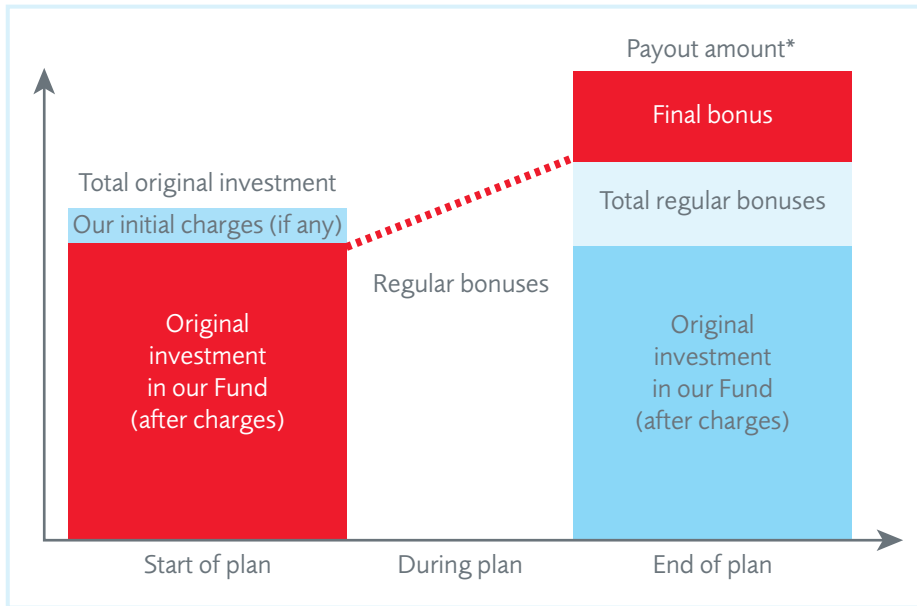 Payout amount*
Final bonus
Total original investment
Our initial charges (if any)
Total regular bonuses
Regular bonuses
Original
investment
in our Fund
(after charges)
Original
investment
in our Fund
(after charges)
Start of plan
During plan
End of plan